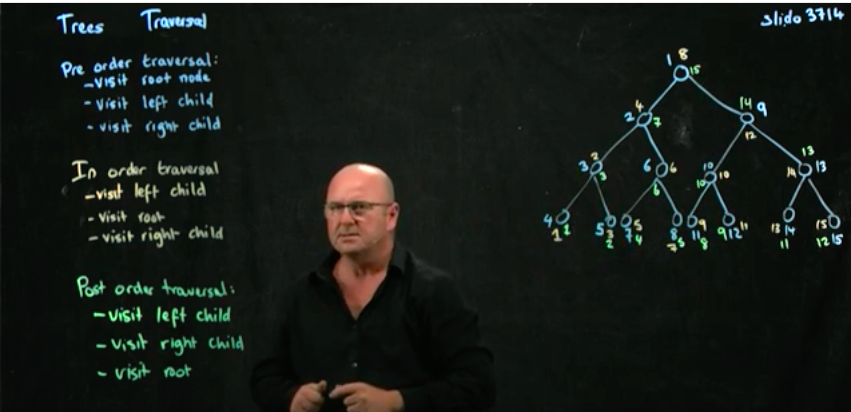 Trees Traversal
slido 3714
Pre order traversal:
- visit root node
- visit left child
- visit right child
In order traversal
- visit left child
- visit root
- visit right child
Post order traversal:
- visit left child
- visit right child
- visit root
1 8
15
4
2 7
14 9
12
2
3 3
6 6
6
10
10 10
13
14 13
4
1 2
5 3
2
7 5
4
8
7 5
9
11
8
11
9 12
13 14
11
15
12 15